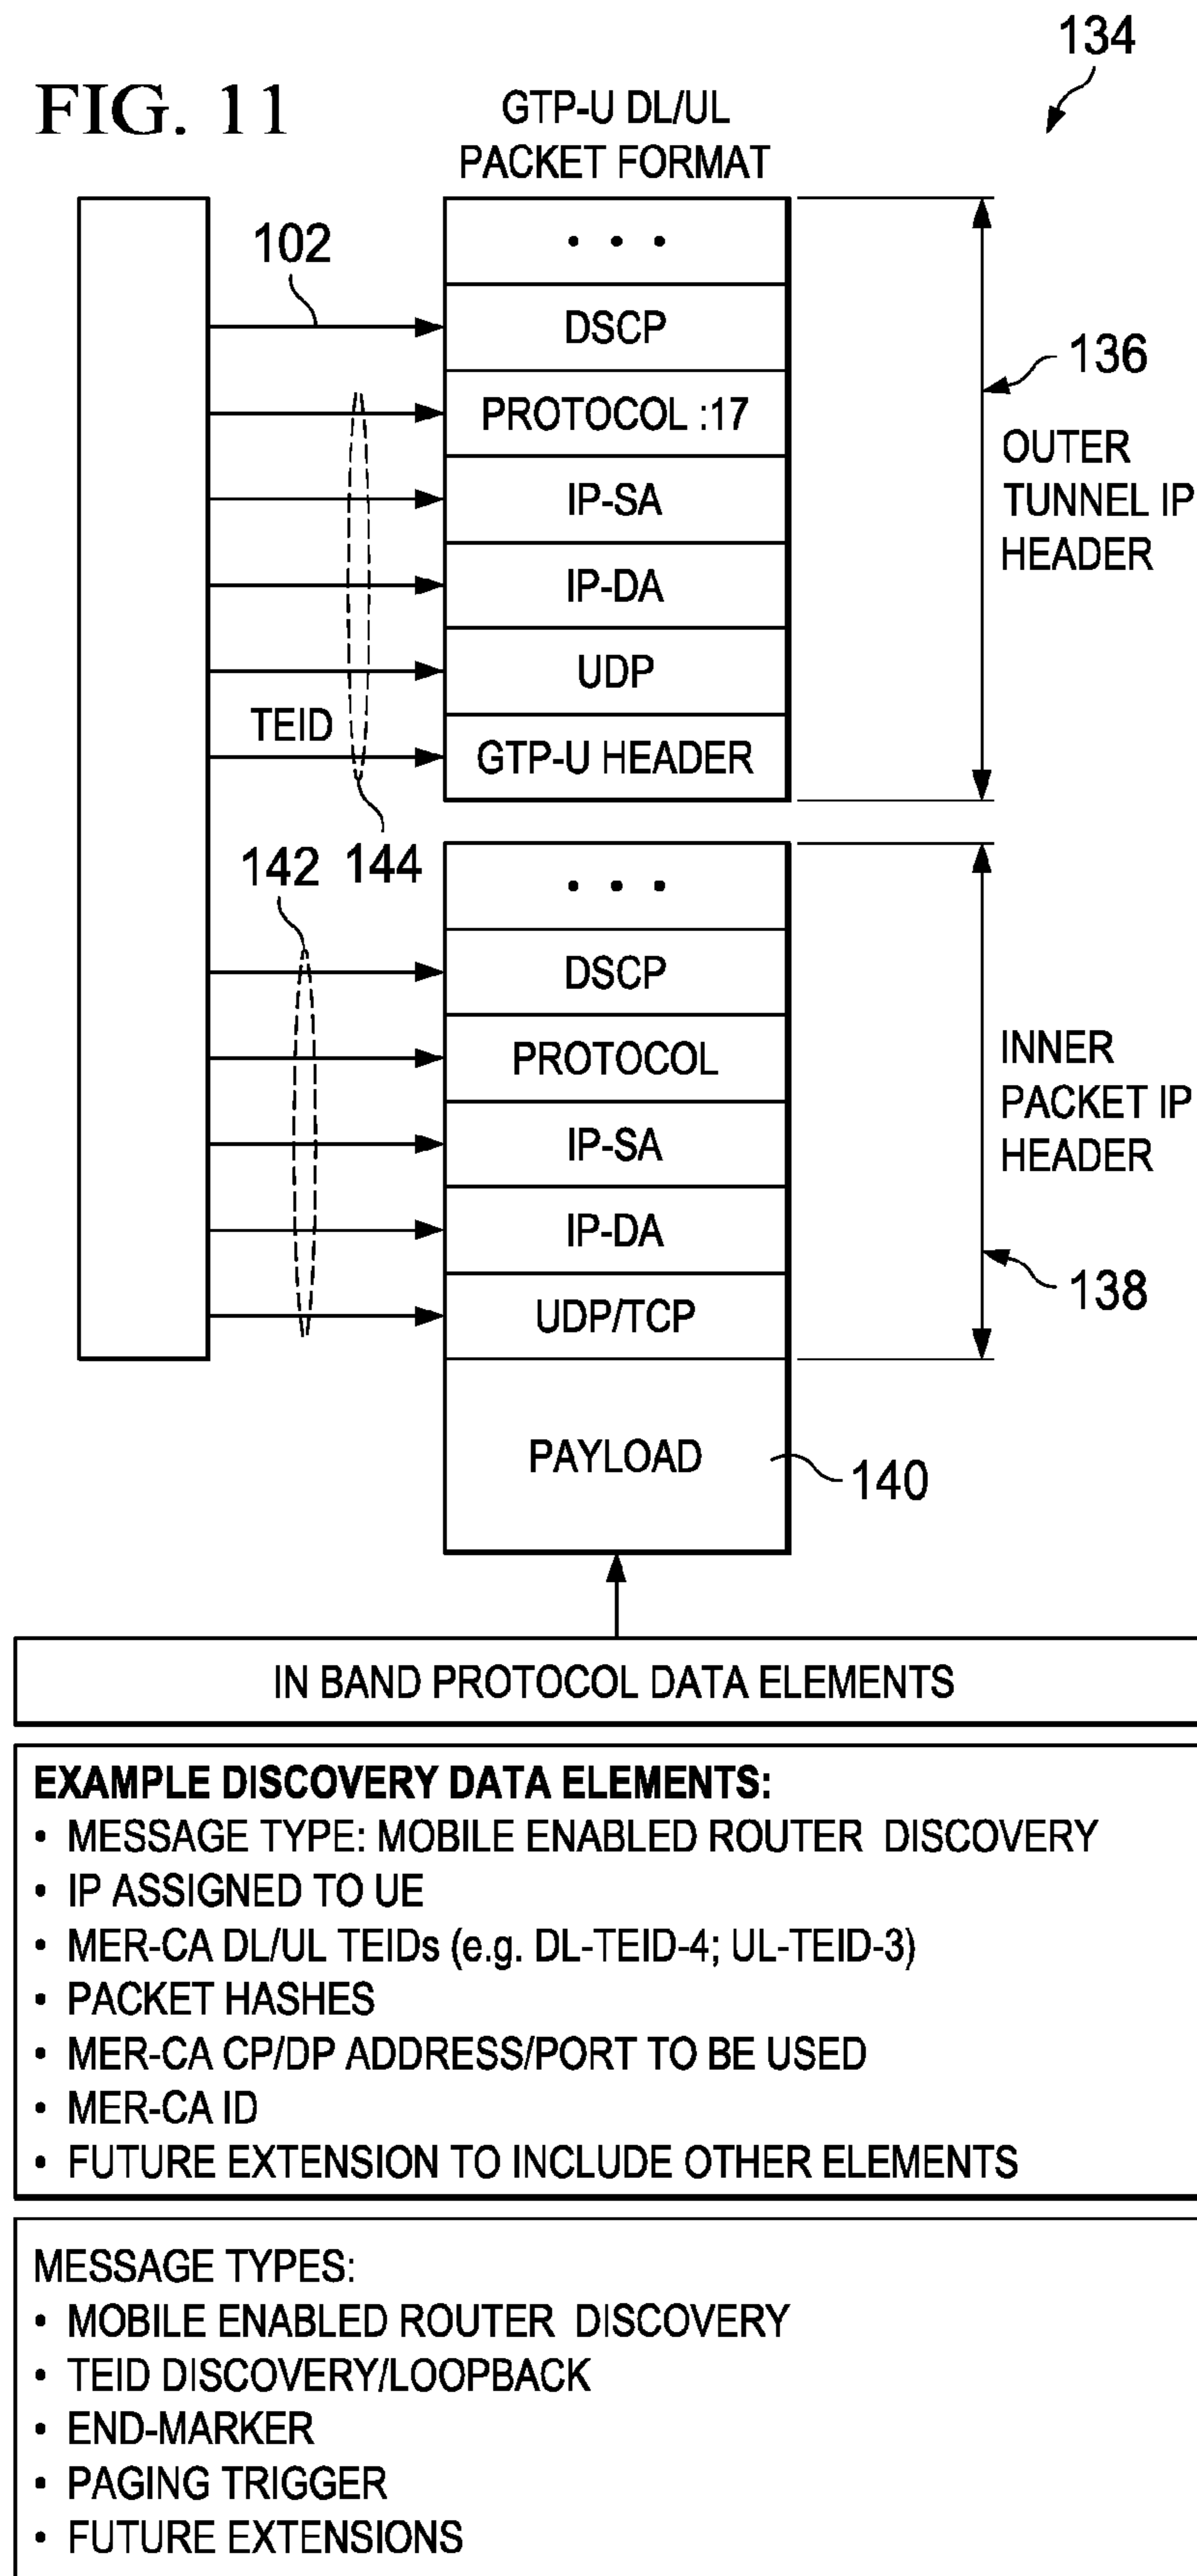 134
FIG. 11
GTP-U DL/UL
PACKET FORMAT
. . .
102
DSCP
136
PROTOCOL :17
OUTER
TUNNEL IP
HEADER
IP-SA
IP-DA
UDP
TEID
GTP-U HEADER
142
144
. . .
DSCP
PROTOCOL
INNER
PACKET IP
HEADER
IP-SA
IP-DA
138
UDP/TCP
PAYLOAD
140
IN BAND PROTOCOL DATA ELEMENTS
EXAMPLE DISCOVERY DATA ELEMENTS:
• MESSAGE TYPE: MOBILE ENABLED ROUTER DISCOVERY
• IP ASSIGNED TO UE
• MER-CA DL/UL TEIDs (e.g. DL-TEID-4; UL-TEID-3)
• PACKET HASHES
• MER-CA CP/DP ADDRESS/PORT TO BE USED
• MER-CA ID
• FUTURE EXTENSION TO INCLUDE OTHER ELEMENTS
MESSAGE TYPES:
• MOBILE ENABLED ROUTER DISCOVERY
• TEID DISCOVERY/LOOPBACK
• END-MARKER
• PAGING TRIGGER
• FUTURE EXTENSIONS